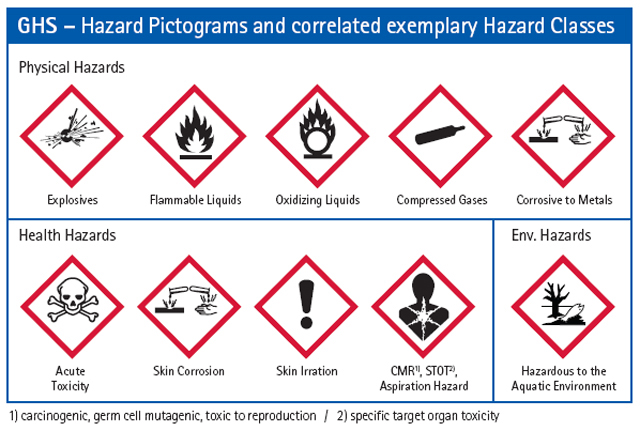 GHS – Hazard Pictograms and correlated exemplary Hazard Classes
Physical Hazards
Explosives
Flammable Liquids
Oxidizing Liquids
Compressed Gases
Corrosive to Metals
Health Hazards
Env. Hazards
Acute
Toxicity
Skin Corrosion
Skin Irration
CMR¹⁾, STOT²⁾,
Aspiration Hazard
Hazardous to the
Aquatic Environment
1) carcinogenic, germ cell mutagenic, toxic to reproduction / 2) specific target organ toxicity